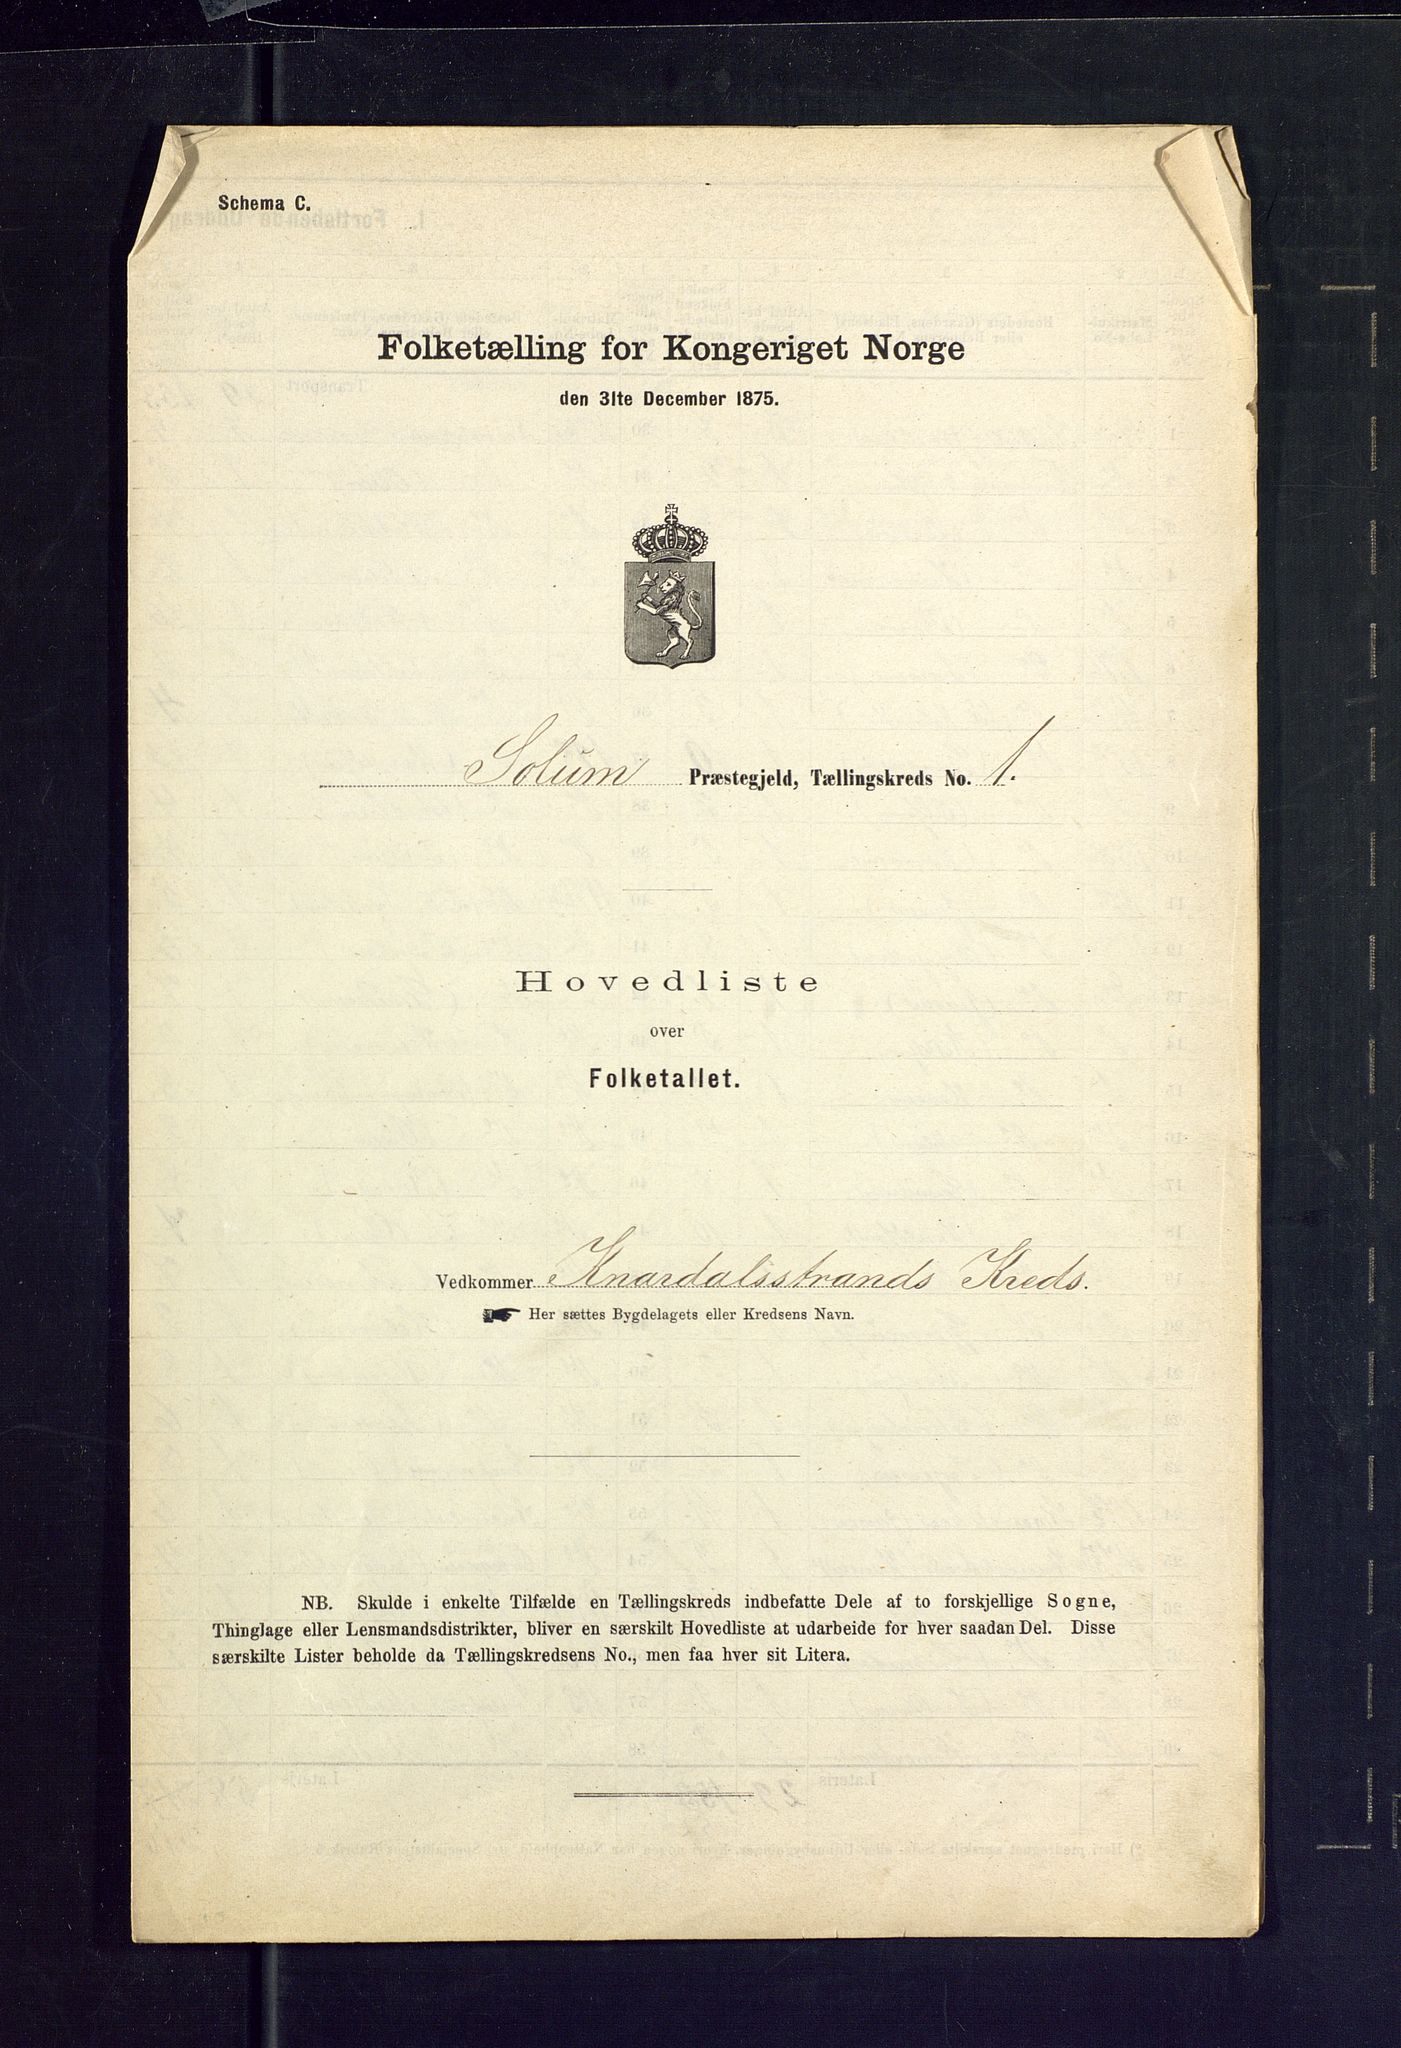 Schema C.
Folketælling for Kongeriget Norge
den 31te December 1875.
Solum Præstegjeld, Tællingskreds No. 1.
Hovedliste
over
Folketallet.
Vedkommer Knardalsstrands Kreds.
Her sættes Bygdelagets eller Kredsens Navn.
NB. Skulde i enkelte Tilfælde en Tællingskreds indbefatte Dele af to forskjellige Sogne,
Thinglage eller Lensmandsdistrikter, bliver en særskilt Hovedliste at udarbeide for hver saadan Del. Disse
særskilte Lister beholde da Tællingskredsens No., men faa hver sit Litera.